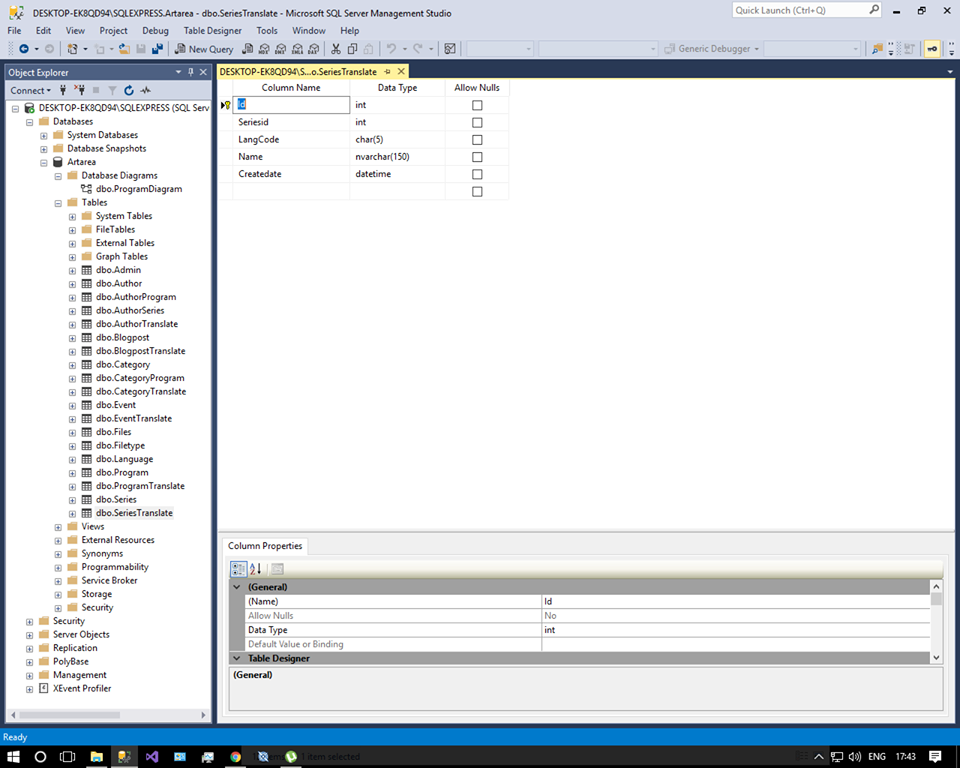 DESKTOP-EK8QD94\SQLEXPRESS.Artarea - dbo.SeriesTranslate - Microsoft SQL Server Management Studio
Quick Launch (Ctrl+Q)
File Edit View Project Debug Table Designer Tools Window Help
New Query
Generic Debugger
Object Explorer
Connect
DESKTOP-EK8QD94\SQLEXPRESS (SQL Serv
Databases
System Databases
Database Snapshots
Artarea
Database Diagrams
dbo.ProgramDiagram
Tables
System Tables
FileTables
External Tables
Graph Tables
dbo.Admin
dbo.Author
dbo.AuthorProgram
dbo.AuthorSeries
dbo.AuthorTranslate
dbo.Blogpost
dbo.BlogpostTranslate
dbo.Category
dbo.CategoryProgram
dbo.CategoryTranslate
dbo.Event
dbo.EventTranslate
dbo.Files
dbo.Filetype
dbo.Language
dbo.Program
dbo.ProgramTranslate
dbo.Series
dbo.SeriesTranslate
Views
External Resources
Synonyms
Programmability
Service Broker
Storage
Security
Security
Server Objects
Replication
PolyBase
Management
XEvent Profiler
DESKTOP-EK8QD94\S...o.SeriesTranslate
Column Name Data Type Allow Nulls
Id int
Seriesid int
LangCode char(5)
Name nvarchar(150)
Createdate datetime
Column Properties
(General)
(Name) Id
Allow Nulls No
Data Type int
Default Value or Binding
Table Designer
(General)
Ready
1 item selected
ENG 17:43